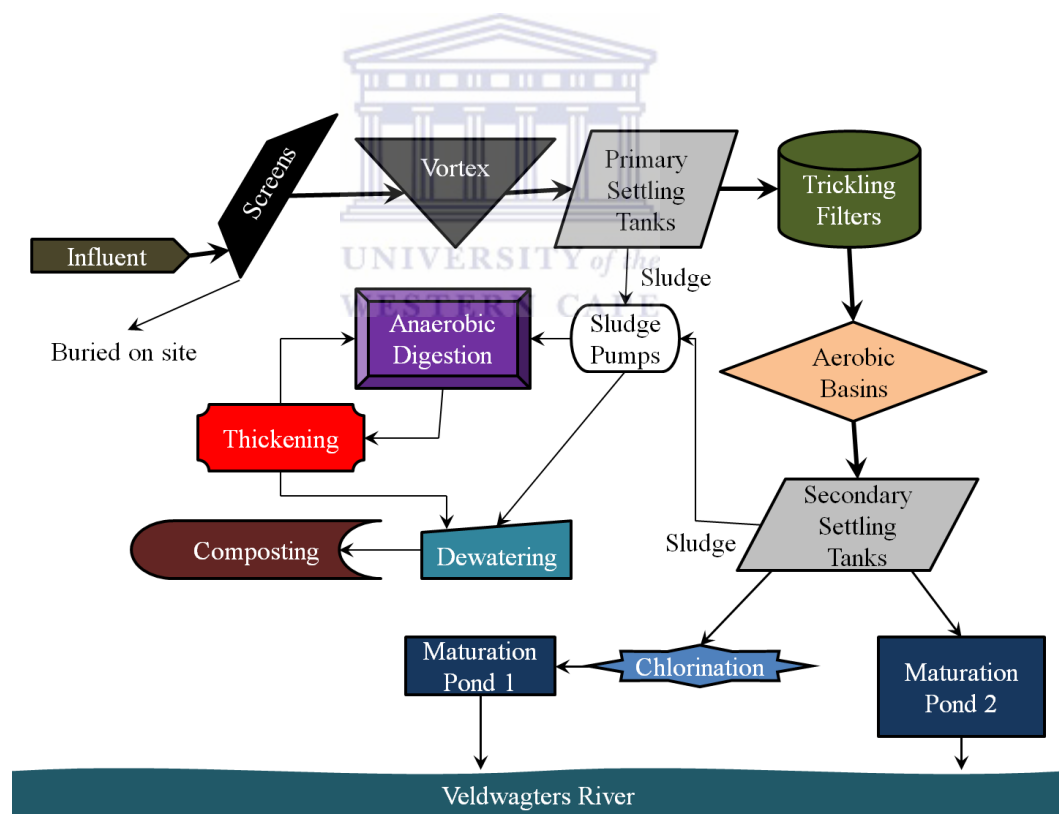 Screens
Vortex
Primary
Settling
Tanks
Trickling
Filters
Influent
UNIVERSITY of the
WESTERN CAPE
Sludge
Buried on site
Anaerobic
Digestion
Sludge
Pumps
Aerobic
Basins
Thickening
Secondary
Settling
Tanks
Sludge
Composting
Dewatering
Maturation
Pond 1
Chlorination
Maturation
Pond 2
Veldwagters River